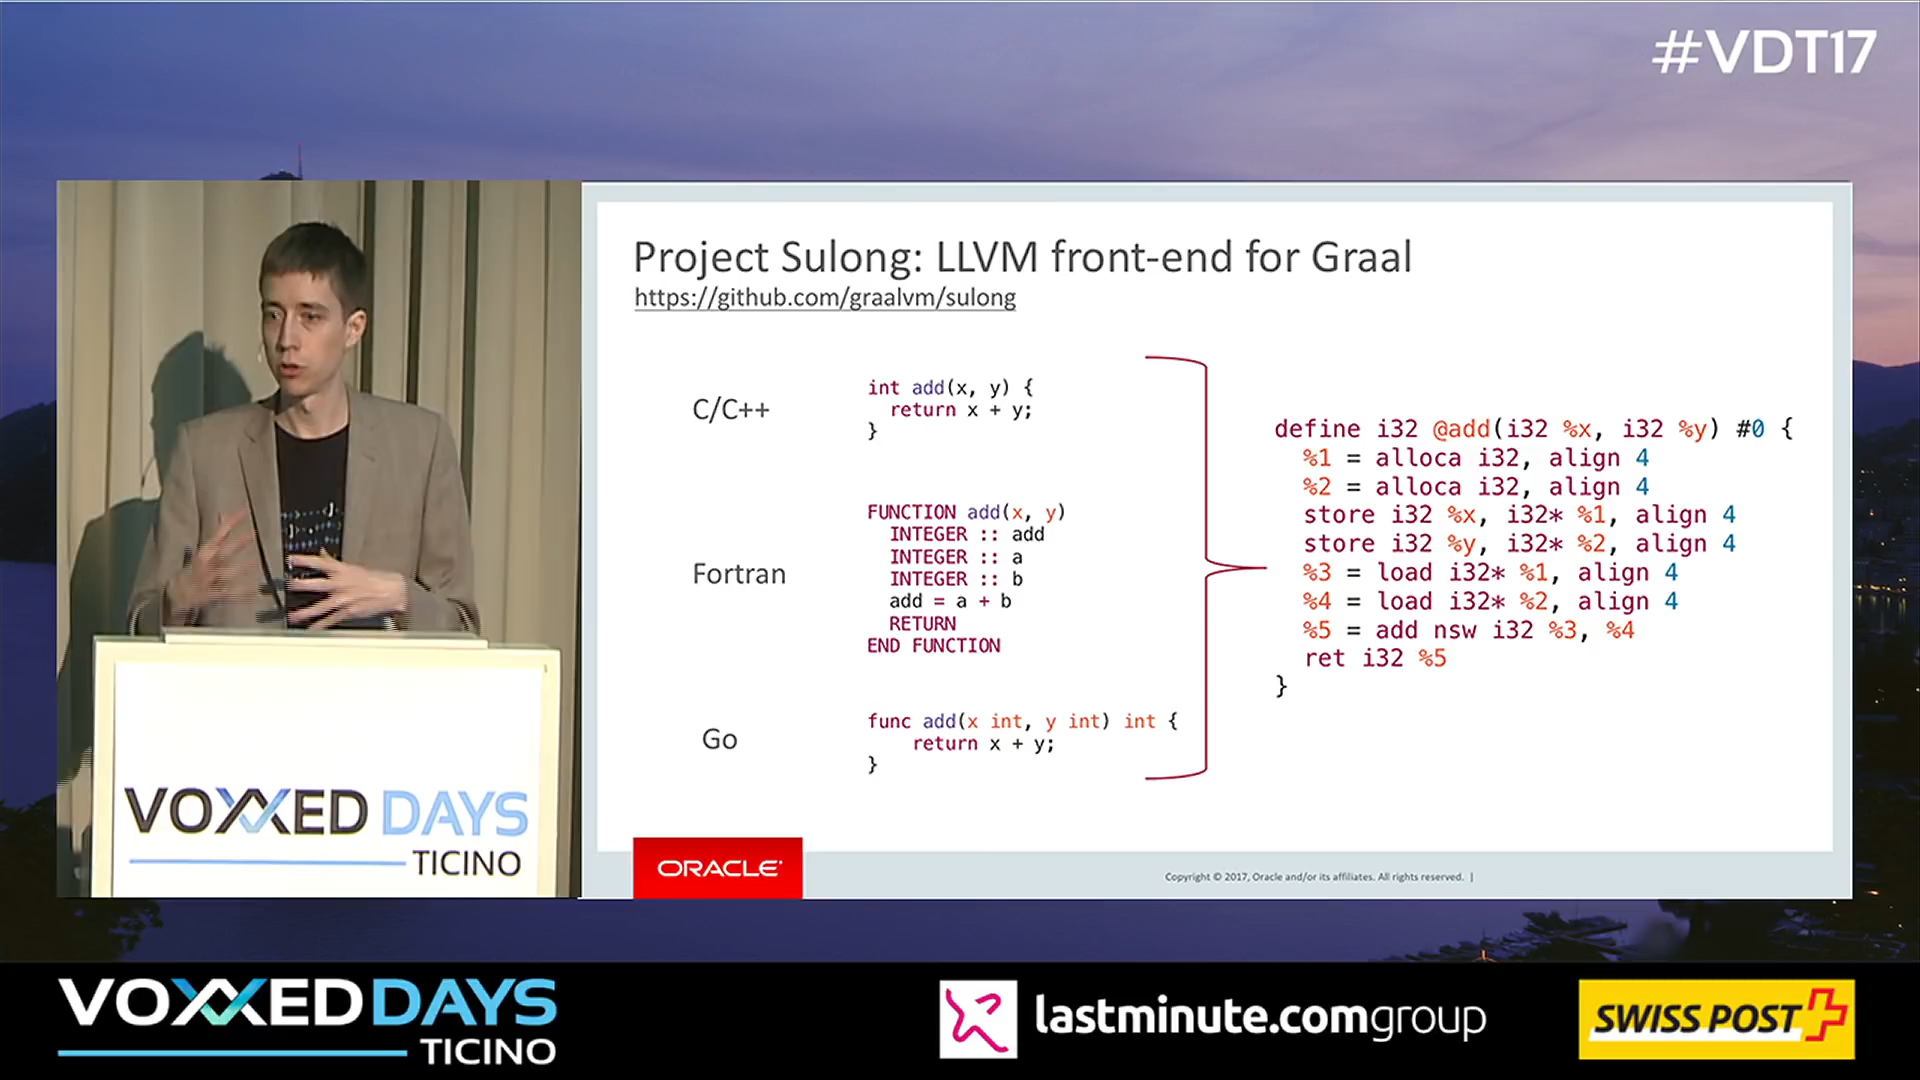 #VDT17
Project Sulong: LLVM front-end for Graal
https://github.com/graalvm/sulong
C/C++
int add(x, y) {
return x + y;
}
Fortran
FUNCTION add(x, y)
INTEGER :: add
INTEGER :: a
INTEGER :: b
add = a + b
RETURN
END FUNCTION
Go
func add(x int, y int) int {
return x + y;
}
define i32 @add(i32 %x, i32 %y) #0 {
%1 = alloca i32, align 4
%2 = alloca i32, align 4
store i32 %x, i32* %1, align 4
store i32 %y, i32* %2, align 4
%3 = load i32* %1, align 4
%4 = load i32* %2, align 4
%5 = add nsw i32 %3, %4
ret i32 %5
}
ORACLE
Copyright © 2017, Oracle and/or its affiliates. All rights reserved. |
VOXXED DAYS
TICINO
VOXXED DAYS
TICINO
lastminute.comgroup
SWISS POST